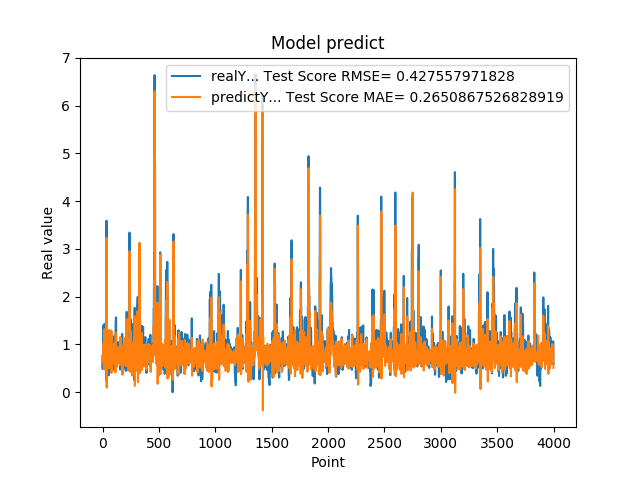 Model predict
realY... Test Score RMSE= 0.427557971828
predictY... Test Score MAE= 0.2650867526828919
Real value
7
6
5
4
3
2
1
0
0 500 1000 1500 2000 2500 3000 3500 4000
Point